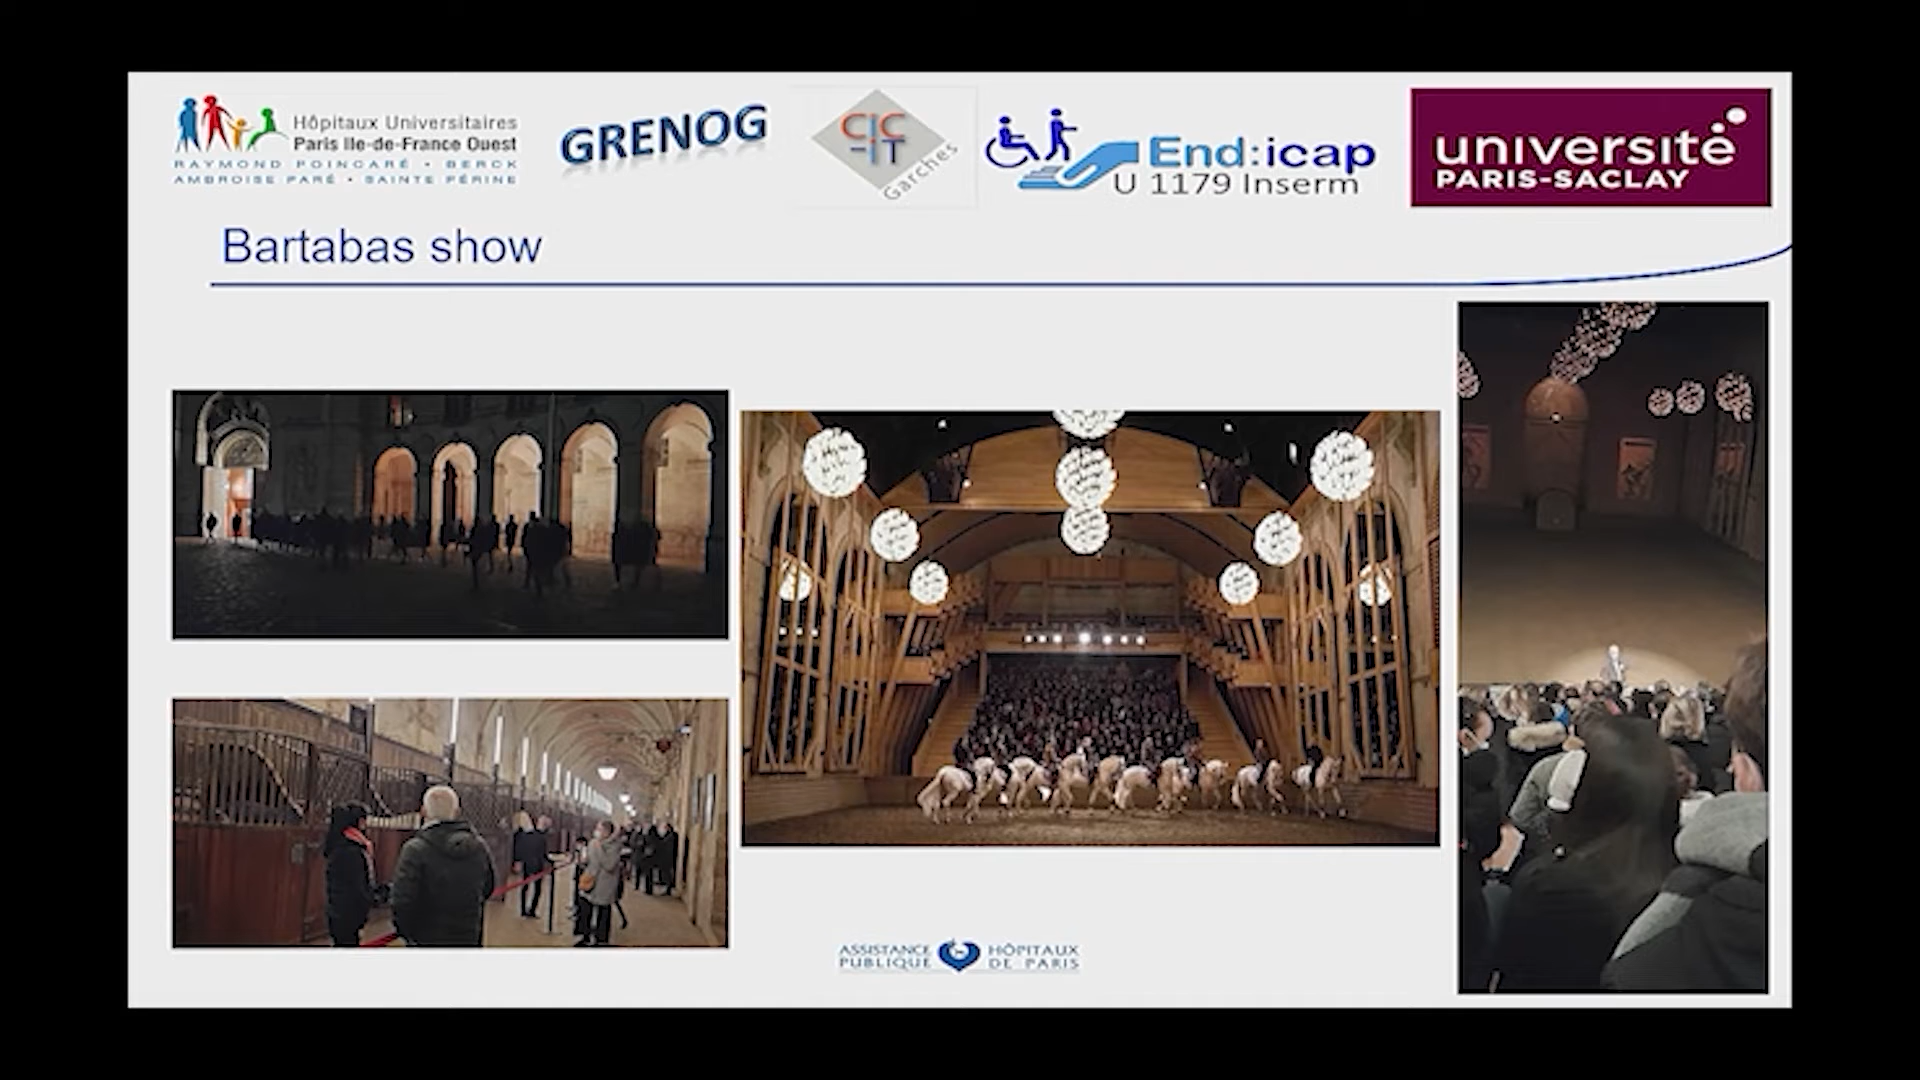 Hôpitaux Universitaires
Paris Ile-de-France Ouest
RAYMOND POINCARÉ • BERCK
AMBROISE PARÉ • SAINTE PÉRINE
GRENOG
CIC
-IT
Garches
End:icap
U 1179 Inserm
université
PARIS-SACLAY
Bartabas show
ASSISTANCE
PUBLIQUE
HÔPITAUX
DE PARIS